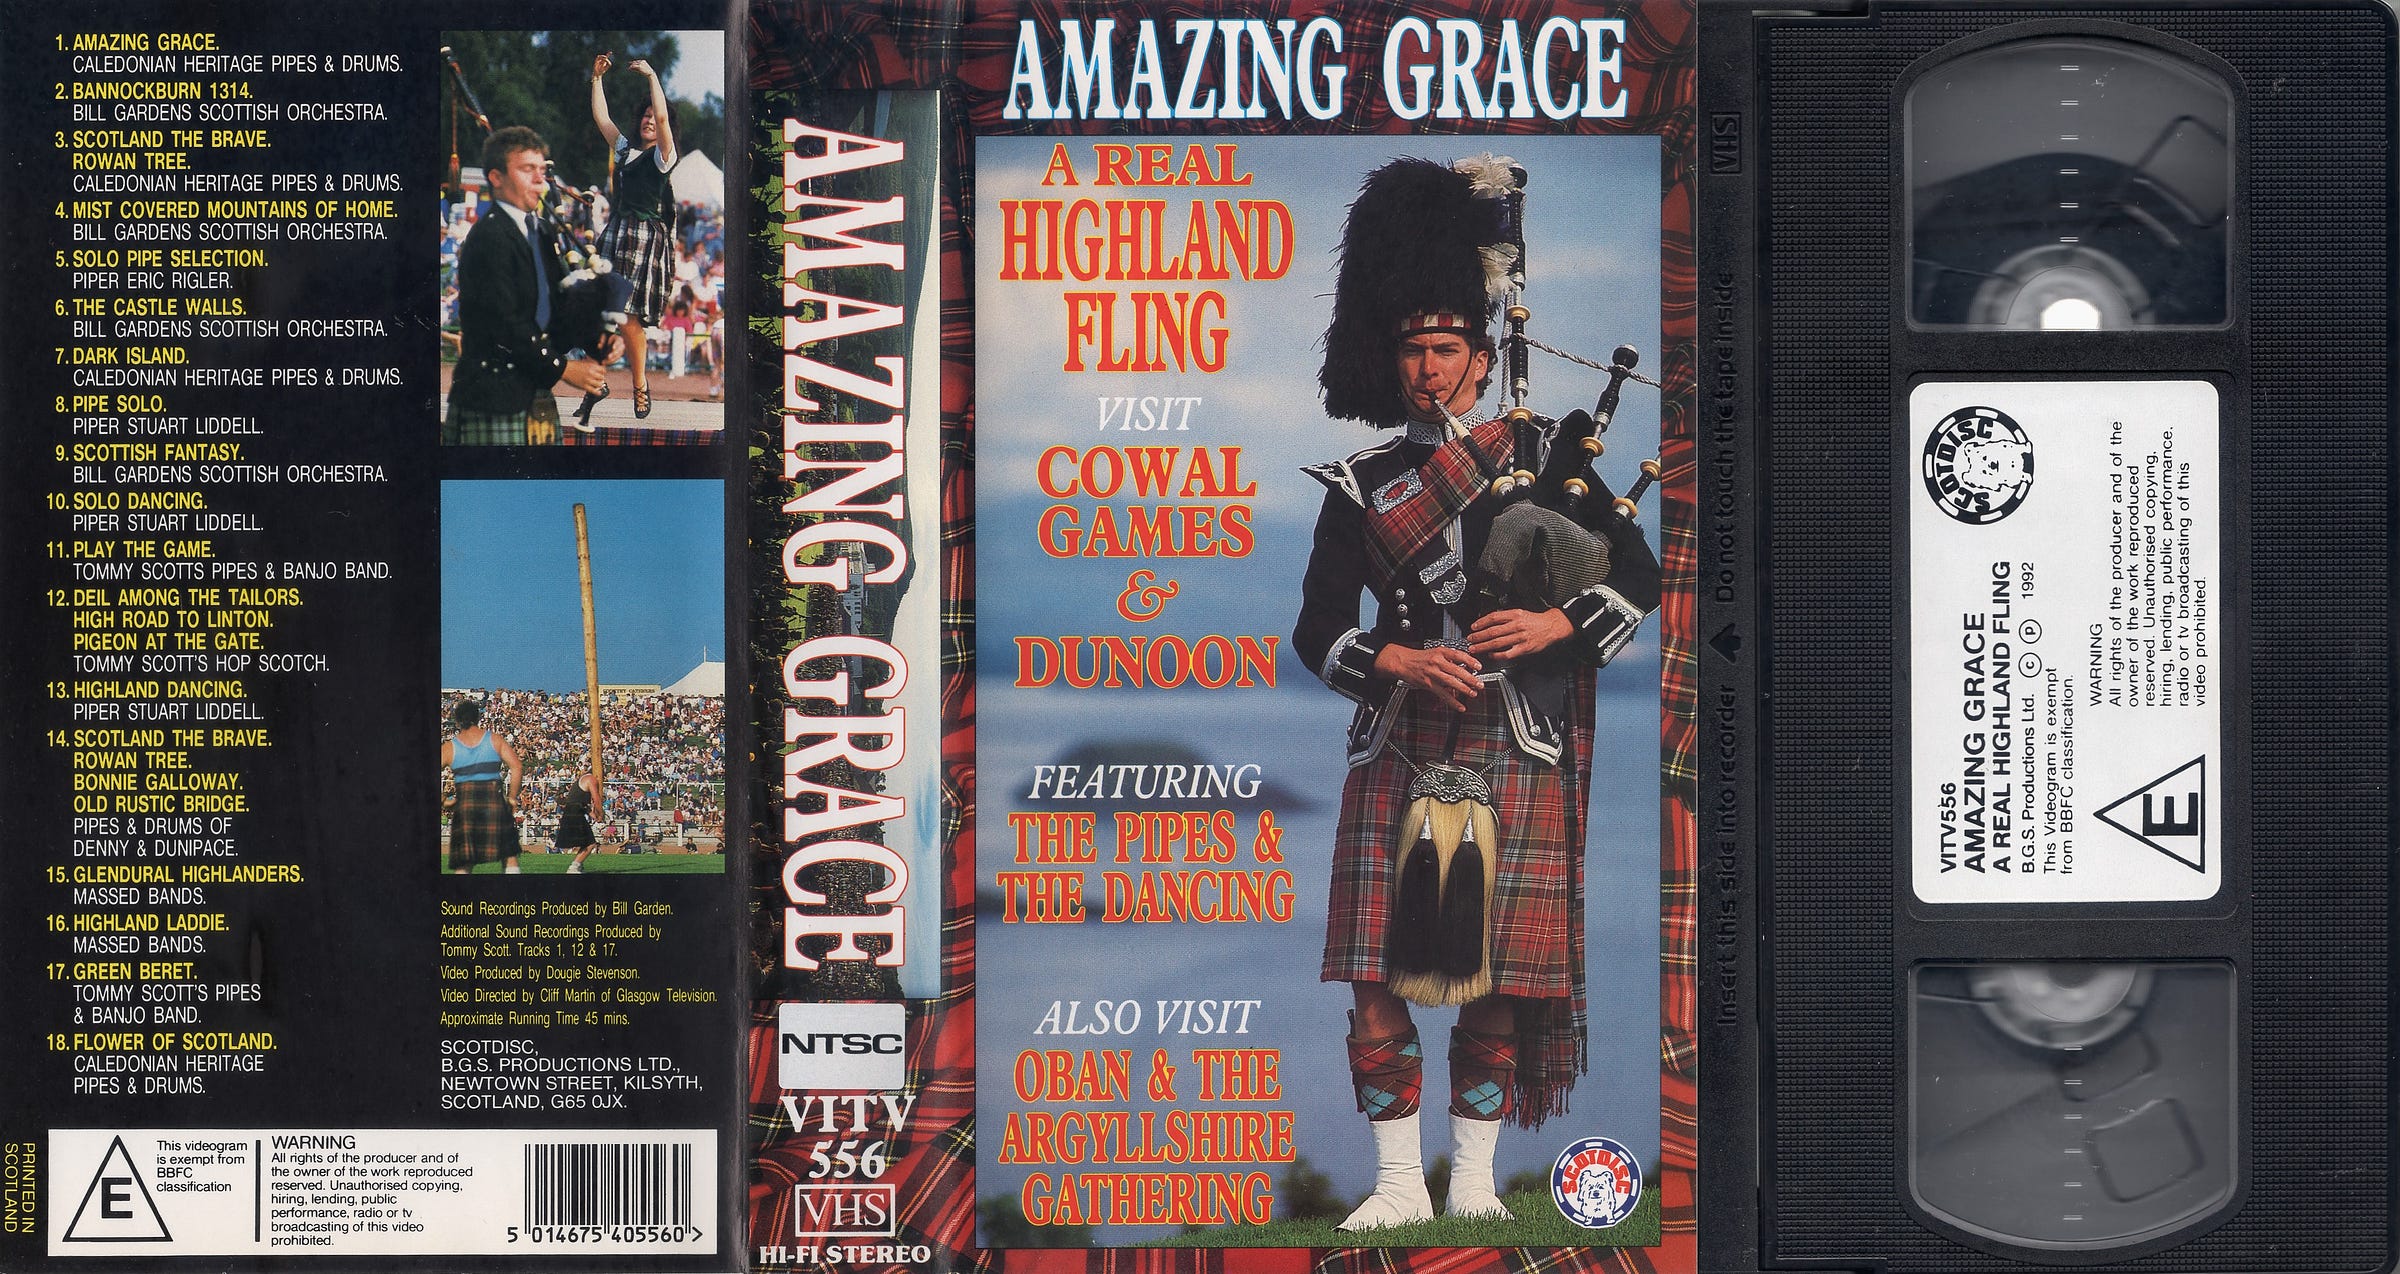 1. AMAZING GRACE.
CALEDONIAN HERITAGE PIPES & DRUMS.
2. BANNOCKBURN 1314.
BILL GARDENS SCOTTISH ORCHESTRA.
3. SCOTLAND THE BRAVE.
ROWAN TREE.
CALEDONIAN HERITAGE PIPES & DRUMS.
4. MIST COVERED MOUNTAINS OF HOME.
BILL GARDENS SCOTTISH ORCHESTRA.
5. SOLO PIPE SELECTION.
PIPER ERIC RIGLER.
6. THE CASTLE WALLS.
BILL GARDENS SCOTTISH ORCHESTRA.
7. DARK ISLAND.
CALEDONIAN HERITAGE PIPES & DRUMS.
8. PIPE SOLO.
PIPER STUART LIDDELL.
9. SCOTTISH FANTASY.
BILL GARDENS SCOTTISH ORCHESTRA.
10. SOLO DANCING.
PIPER STUART LIDDELL.
11. PLAY THE GAME.
TOMMY SCOTTS PIPES & BANJO BAND.
12. DEIL AMONG THE TAILORS.
HIGH ROAD TO LINTON.
PIGEON AT THE GATE.
TOMMY SCOTT'S HOP SCOTCH.
13. HIGHLAND DANCING.
PIPER STUART LIDDELL.
14. SCOTLAND THE BRAVE.
ROWAN TREE.
BONNIE GALLOWAY.
OLD RUSTIC BRIDGE.
PIPES & DRUMS OF
DENNY & DUNIPACE.
15. GLENDURAL HIGHLANDERS.
MASSED BANDS.
16. HIGHLAND LADDIE.
MASSED BANDS.
17. GREEN BERET.
TOMMY SCOTT'S PIPES
& BANJO BAND.
18. FLOWER OF SCOTLAND.
CALEDONIAN HERITAGE
PIPES & DRUMS.
Sound Recordings Produced by Bill Garden.
Additional Sound Recordings Produced by
Tommy Scott. Tracks 1, 12 & 17.
Video Produced by Dougie Stevenson.
Video Directed by Cliff Martin of Glasgow Television.
Approximate Running Time 45 mins.
SCOTDISC,
B.G.S. PRODUCTIONS LTD.,
NEWTOWN STREET, KILSYTH,
SCOTLAND, G65 0JX.
PRINTED IN
SCOTLAND
E
This videogram
is exempt from
BBFC
classification
WARNING
All rights of the producer and of
the owner of the work reproduced
reserved. Unauthorised copying,
hiring, lending, public
performance, radio or tv
broadcasting of this video
prohibited.
5 014675 405560 >
AMAZING GRACE
NTSC
VITV
556
VHS
HI-FI STEREO
AMAZING GRACE
A REAL
HIGHLAND
FLING
VISIT
COWAL
GAMES
&
DUNOON
FEATURING
THE PIPES &
THE DANCING
ALSO VISIT
OBAN & THE
ARGYLLSHIRE
GATHERING
SCOTDISC
VHS
Insert this side into recorder
Do not touch the tape inside
SCOTDISC
VITV556
AMAZING GRACE
A REAL HIGHLAND FLING
B.G.S. Productions Ltd. © ℗ 1992
This Videogram is exempt
from BBFC classification.
WARNING
All rights of the producer and of the
owner of the work reproduced
reserved. Unauthorised copying,
hiring, lending, public performance,
radio or tv broadcasting of this
video prohibited.
E